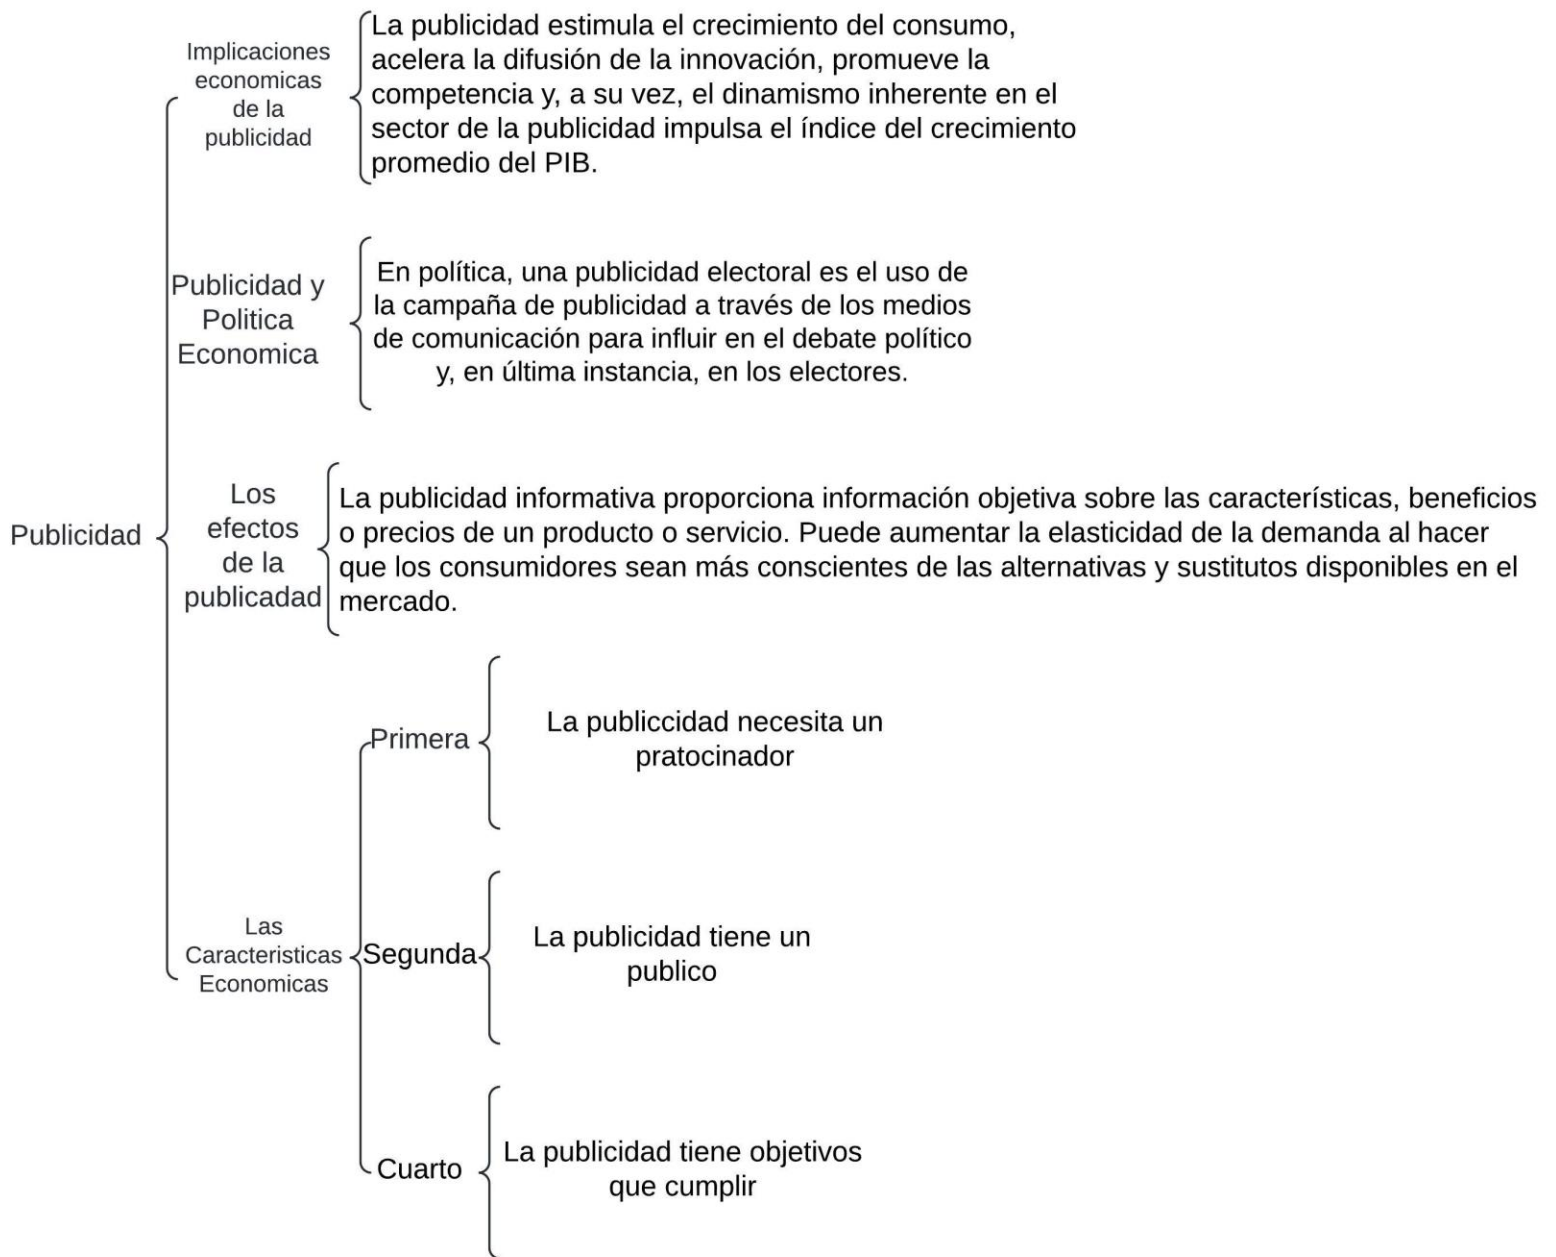 Publicidad
Implicaciones
economicas
de la
publicidad
La publicidad estimula el crecimiento del consumo,
acelera la difusión de la innovación, promueve la
competencia y, a su vez, el dinamismo inherente en el
sector de la publicidad impulsa el índice del crecimiento
promedio del PIB.
Publicidad y
Politica
Economica
En política, una publicidad electoral es el uso de
la campaña de publicidad a través de los medios
de comunicación para influir en el debate político
y, en última instancia, en los electores.
Los
efectos
de la
publicadad
La publicidad informativa proporciona información objetiva sobre las características, beneficios
o precios de un producto o servicio. Puede aumentar la elasticidad de la demanda al hacer
que los consumidores sean más conscientes de las alternativas y sustitutos disponibles en el
mercado.
Las
Caracteristicas
Economicas
Primera
La publiccidad necesita un
pratocinador
Segunda
La publicidad tiene un
publico
Cuarto
La publicidad tiene objetivos
que cumplir